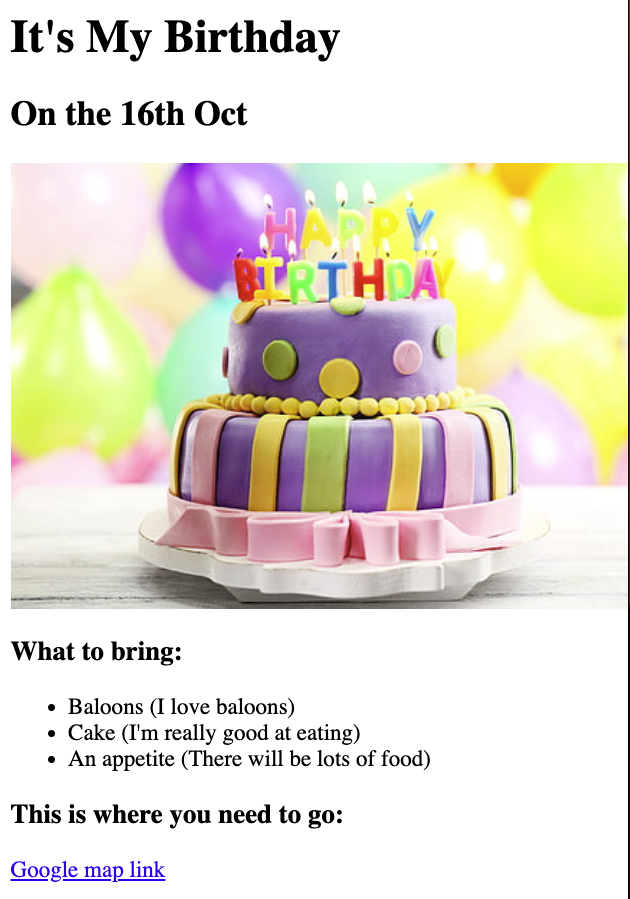 It's My Birthday
On the 16th Oct
HAPPY
BIRTHDAY
What to bring:
Baloons (I love baloons)
Cake (I'm really good at eating)
An appetite (There will be lots of food)
This is where you need to go:
Google map link